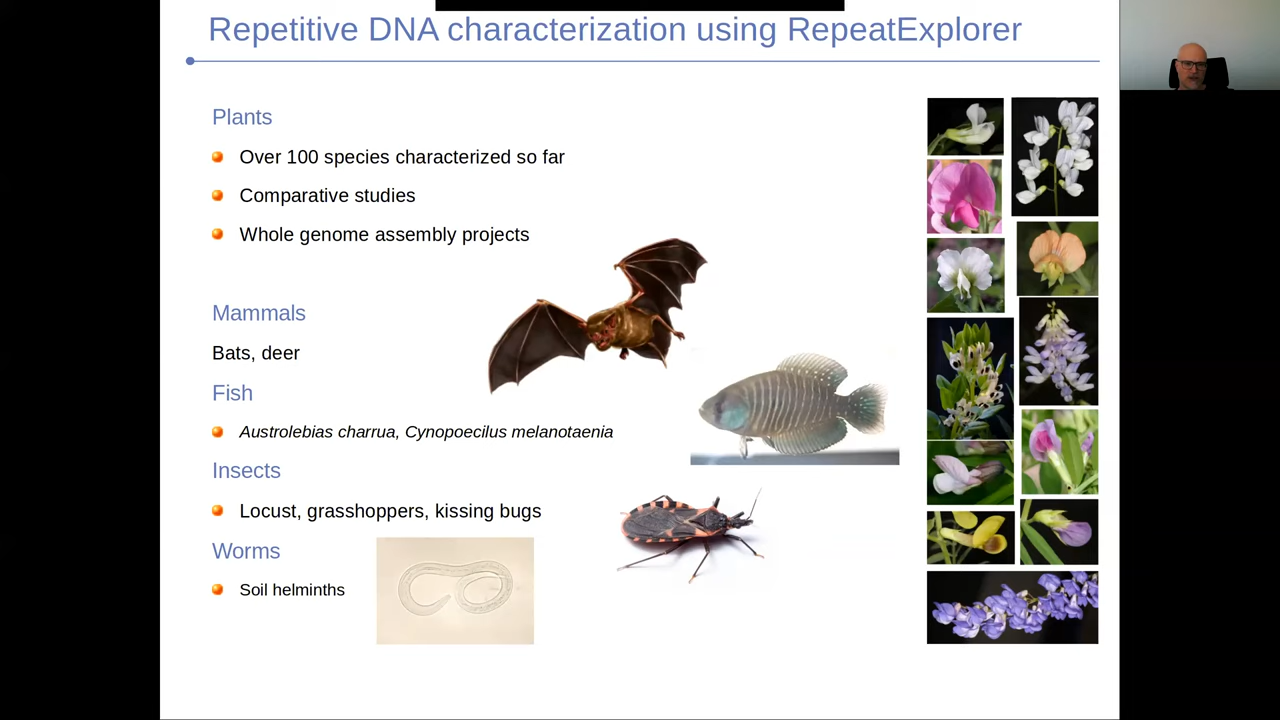 Repetitive DNA characterization using RepeatExplorer
Plants
Over 100 species characterized so far
Comparative studies
Whole genome assembly projects
Mammals
Bats, deer
Fish
Austrolebias charrua, Cynopoecilus melanotaenia
Insects
Locust, grasshoppers, kissing bugs
Worms
Soil helminths